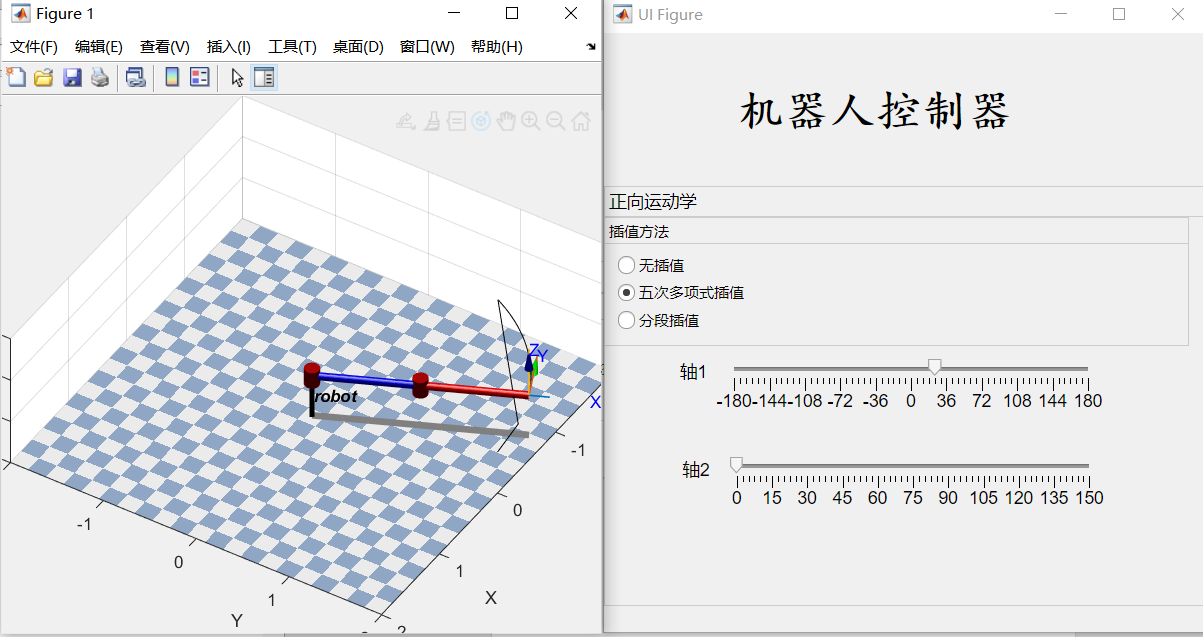 Figure 1
文件(F) 编辑(E) 查看(V) 插入(I) 工具(T) 桌面(D) 窗口(W) 帮助(H)
robot
Z
Y
X
-1
0
1
2
X
-1
0
1
Y
UI Figure
机器人控制器
正向运动学
插值方法
无插值
五次多项式插值
分段插值
轴1
-180 -144 -108 -72 -36 0 36 72 108 144 180
轴2
0 15 30 45 60 75 90 105 120 135 150